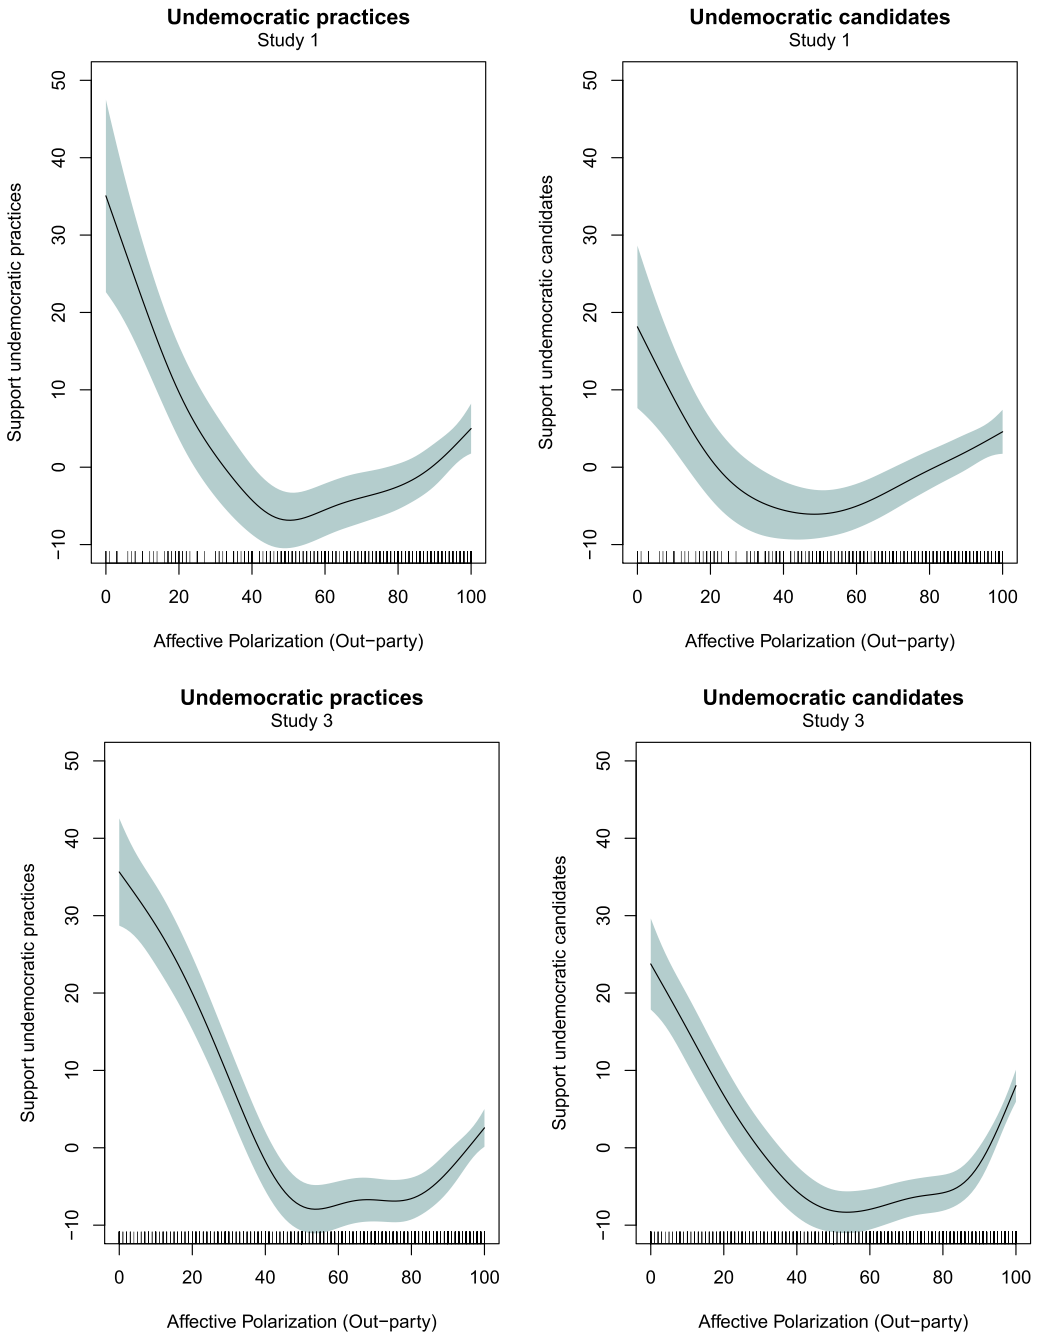 Undemocratic practices
Study 1
50
40
30
20
10
0
−10
Support undemocratic practices
0 20 40 60 80 100
Affective Polarization (Out−party)
Undemocratic candidates
Study 1
50
40
30
20
10
0
−10
Support undemocratic candidates
0 20 40 60 80 100
Affective Polarization (Out−party)
Undemocratic practices
Study 3
50
40
30
20
10
0
−10
Support undemocratic practices
0 20 40 60 80 100
Affective Polarization (Out−party)
Undemocratic candidates
Study 3
50
40
30
20
10
0
−10
Support undemocratic candidates
0 20 40 60 80 100
Affective Polarization (Out−party)